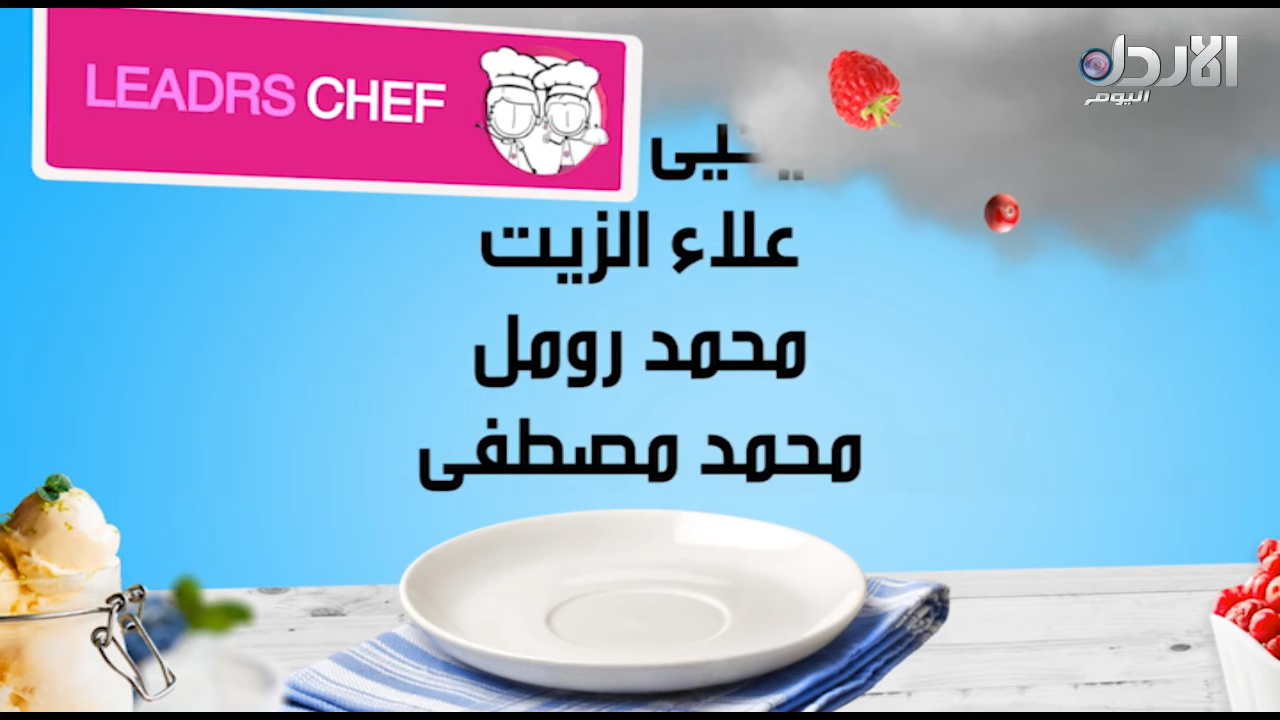 LEADRS CHEF
الاردن
اليوم
علاء الزيت
محمد رومل
محمد مصطفى